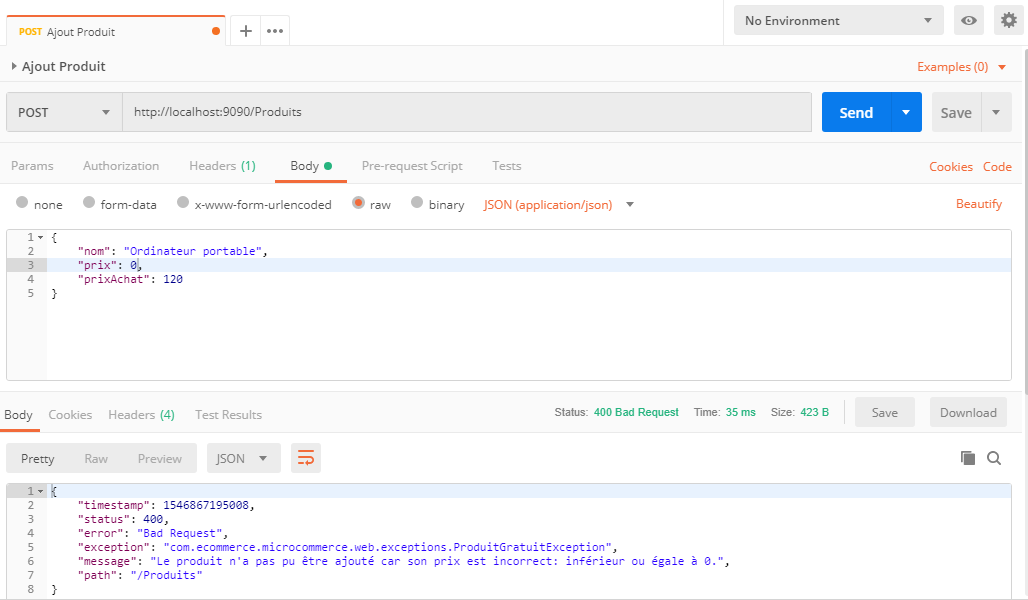 POST Ajout Produit
No Environment
Ajout Produit
Examples (0)
POST http://localhost:9090/Produits Send Save
Params Authorization Headers (1) Body Pre-request Script Tests Cookies Code
none form-data x-www-form-urlencoded raw binary JSON (application/json) Beautify
1 {
2 "nom": "Ordinateur portable",
3 "prix": 0,
4 "prixAchat": 120
5 }
Body Cookies Headers (4) Test Results Status: 400 Bad Request Time: 35 ms Size: 423 B Save Download
Pretty Raw Preview JSON
1 {
2 "timestamp": 1546867195008,
3 "status": 400,
4 "error": "Bad Request",
5 "exception": "com.ecommerce.microcommerce.web.exceptions.ProduitGratuitException",
6 "message": "Le produit n'a pas pu être ajouté car son prix est incorrect: inférieur ou égale à 0.",
7 "path": "/Produits"
8 }